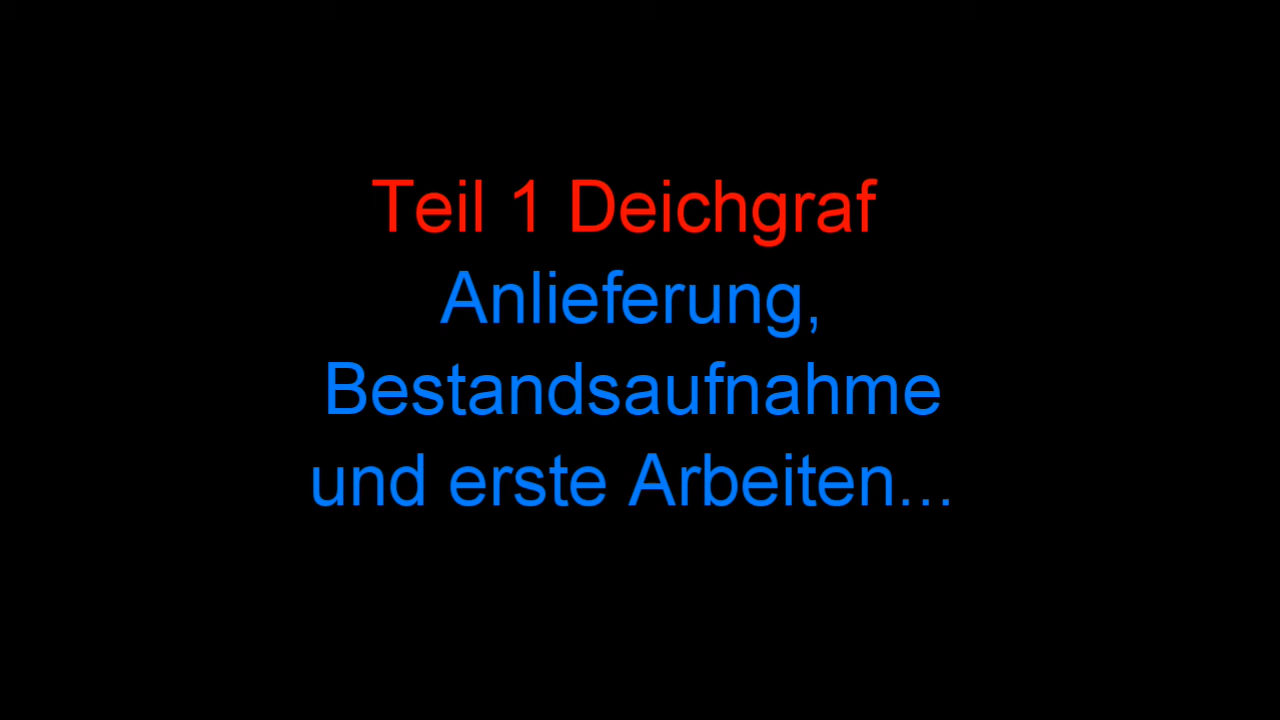 Teil 1 Deichgraf
Anlieferung,
Bestandsaufnahme
und erste Arbeiten...